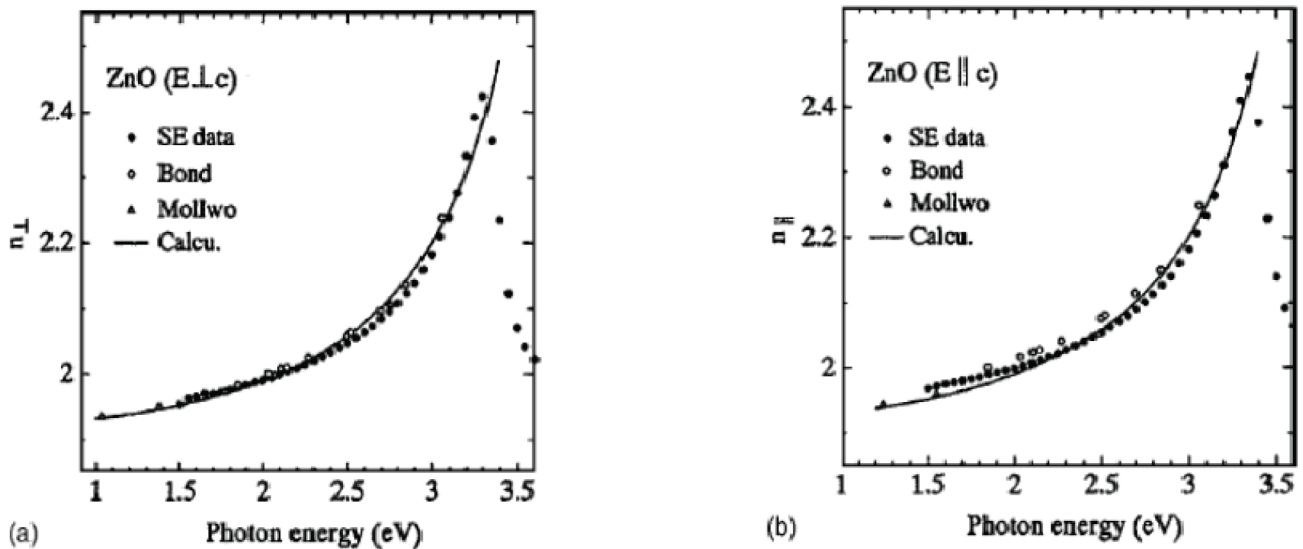 ZnO (E⊥c)
SE data
Bond
Mollwo
Calcu.
2.4
2.2
2
n⊥
1
1.5
2
2.5
3
3.5
Photon energy (eV)
(a)
ZnO (E ∥ c)
SE data
Bond
Mollwo
Calcu.
2.4
2.2
2
n∥
1
1.5
2
2.5
3
3.5
Photon energy (eV)
(b)